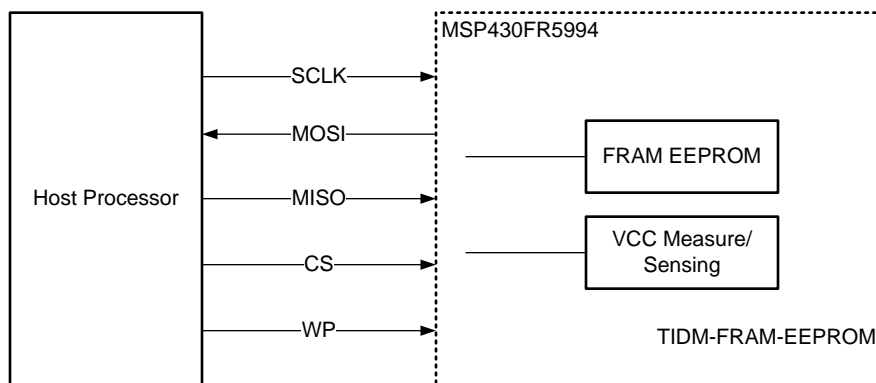 MSP430FR5994
SCLK
MOSI
FRAM EEPROM
Host Processor
MISO
VCC Measure/
Sensing
CS
WP
TIDM-FRAM-EEPROM